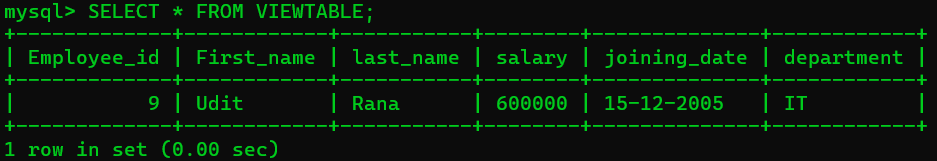 mysql> SELECT * FROM VIEWTABLE;
+-------------+------------+-----------+--------+--------------+------------+
| Employee_id | First_name | last_name | salary | joining_date | department |
+-------------+------------+-----------+--------+--------------+------------+
|           9 | Udit       | Rana      | 600000 | 15-12-2005   | IT         |
+-------------+------------+-----------+--------+--------------+------------+
1 row in set (0.00 sec)